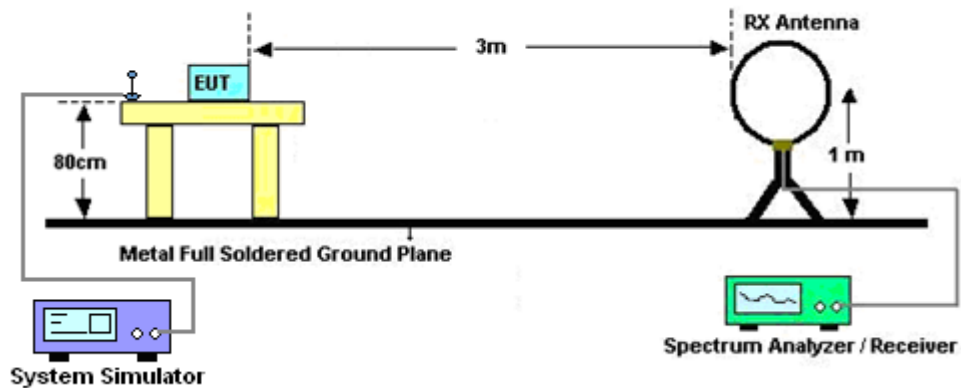 RX Antenna
3m
EUT
80cm
1 m
Metal Full Soldered Ground Plane
Spectrum Analyzer / Receiver
System Simulator